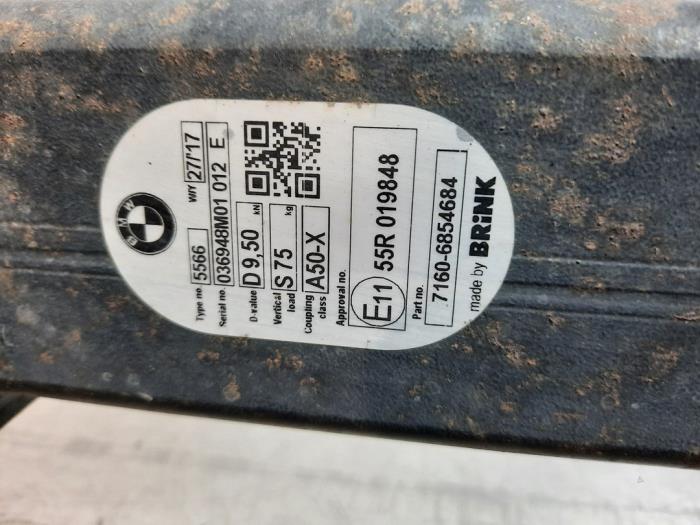 BMW
Type no. 5566 W/Y 27/'17
Serial no. 036948M01 012 E
D-value D 9,50 kN
Vertical load S 75 kg
Coupling class A50-X
Approval no.
E11 55R 019848
Part no. 7160-6854684
made by BRiNK